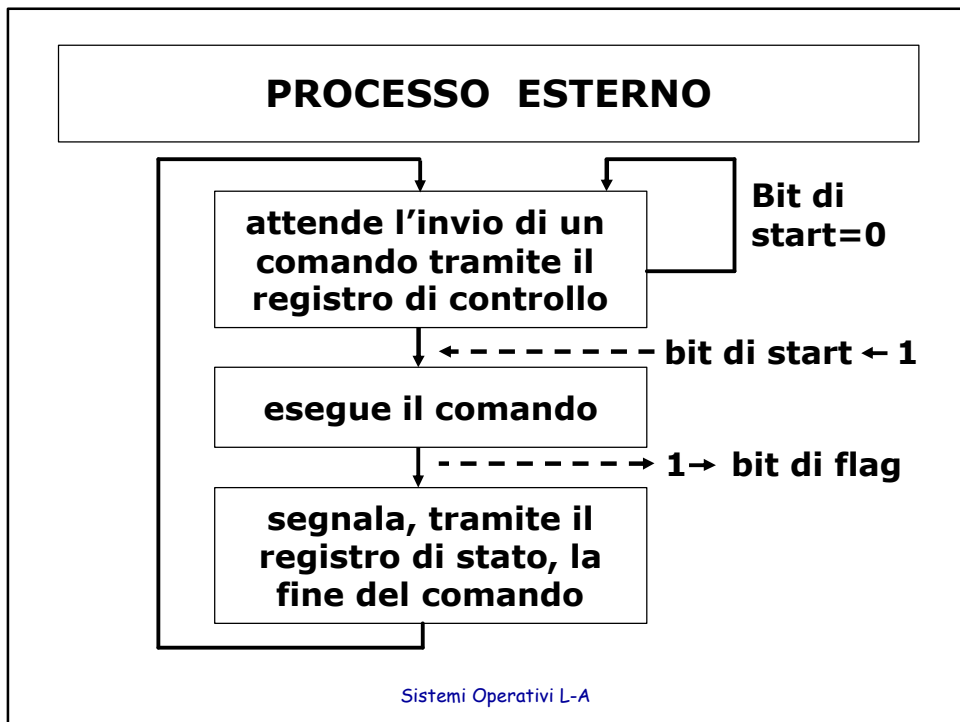 PROCESSO ESTERNO
attende l’invio di un
comando tramite il
registro di controllo
Bit di
start=0
bit di start ← 1
esegue il comando
1→ bit di flag
segnala, tramite il
registro di stato, la
fine del comando
Sistemi Operativi L-A